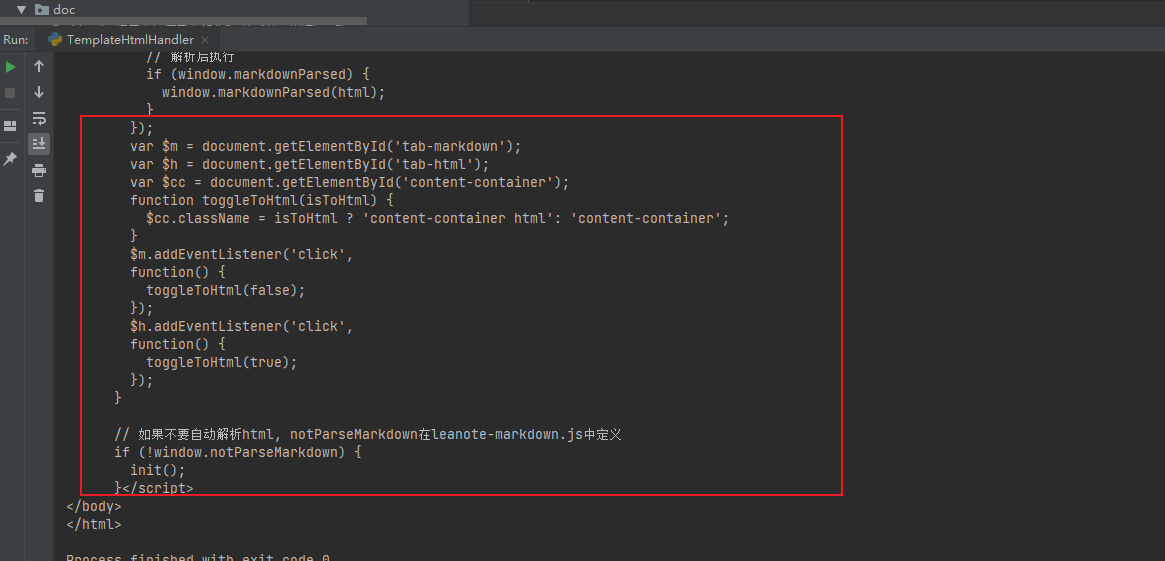 doc
Run: TemplateHtmlHandler
// 解析后执行
if (window.markdownParsed) {
window.markdownParsed(html);
}
});
var $m = document.getElementById('tab-markdown');
var $h = document.getElementById('tab-html');
var $cc = document.getElementById('content-container');
function toggleToHtml(isToHtml) {
$cc.className = isToHtml ? 'content-container html': 'content-container';
}
$m.addEventListener('click',
function() {
toggleToHtml(false);
});
$h.addEventListener('click',
function() {
toggleToHtml(true);
});
}
// 如果不要自动解析html, notParseMarkdown在leanote-markdown.js中定义
if (!window.notParseMarkdown) {
init();
}</script>
</body>
</html>
Process finished with exit code 0